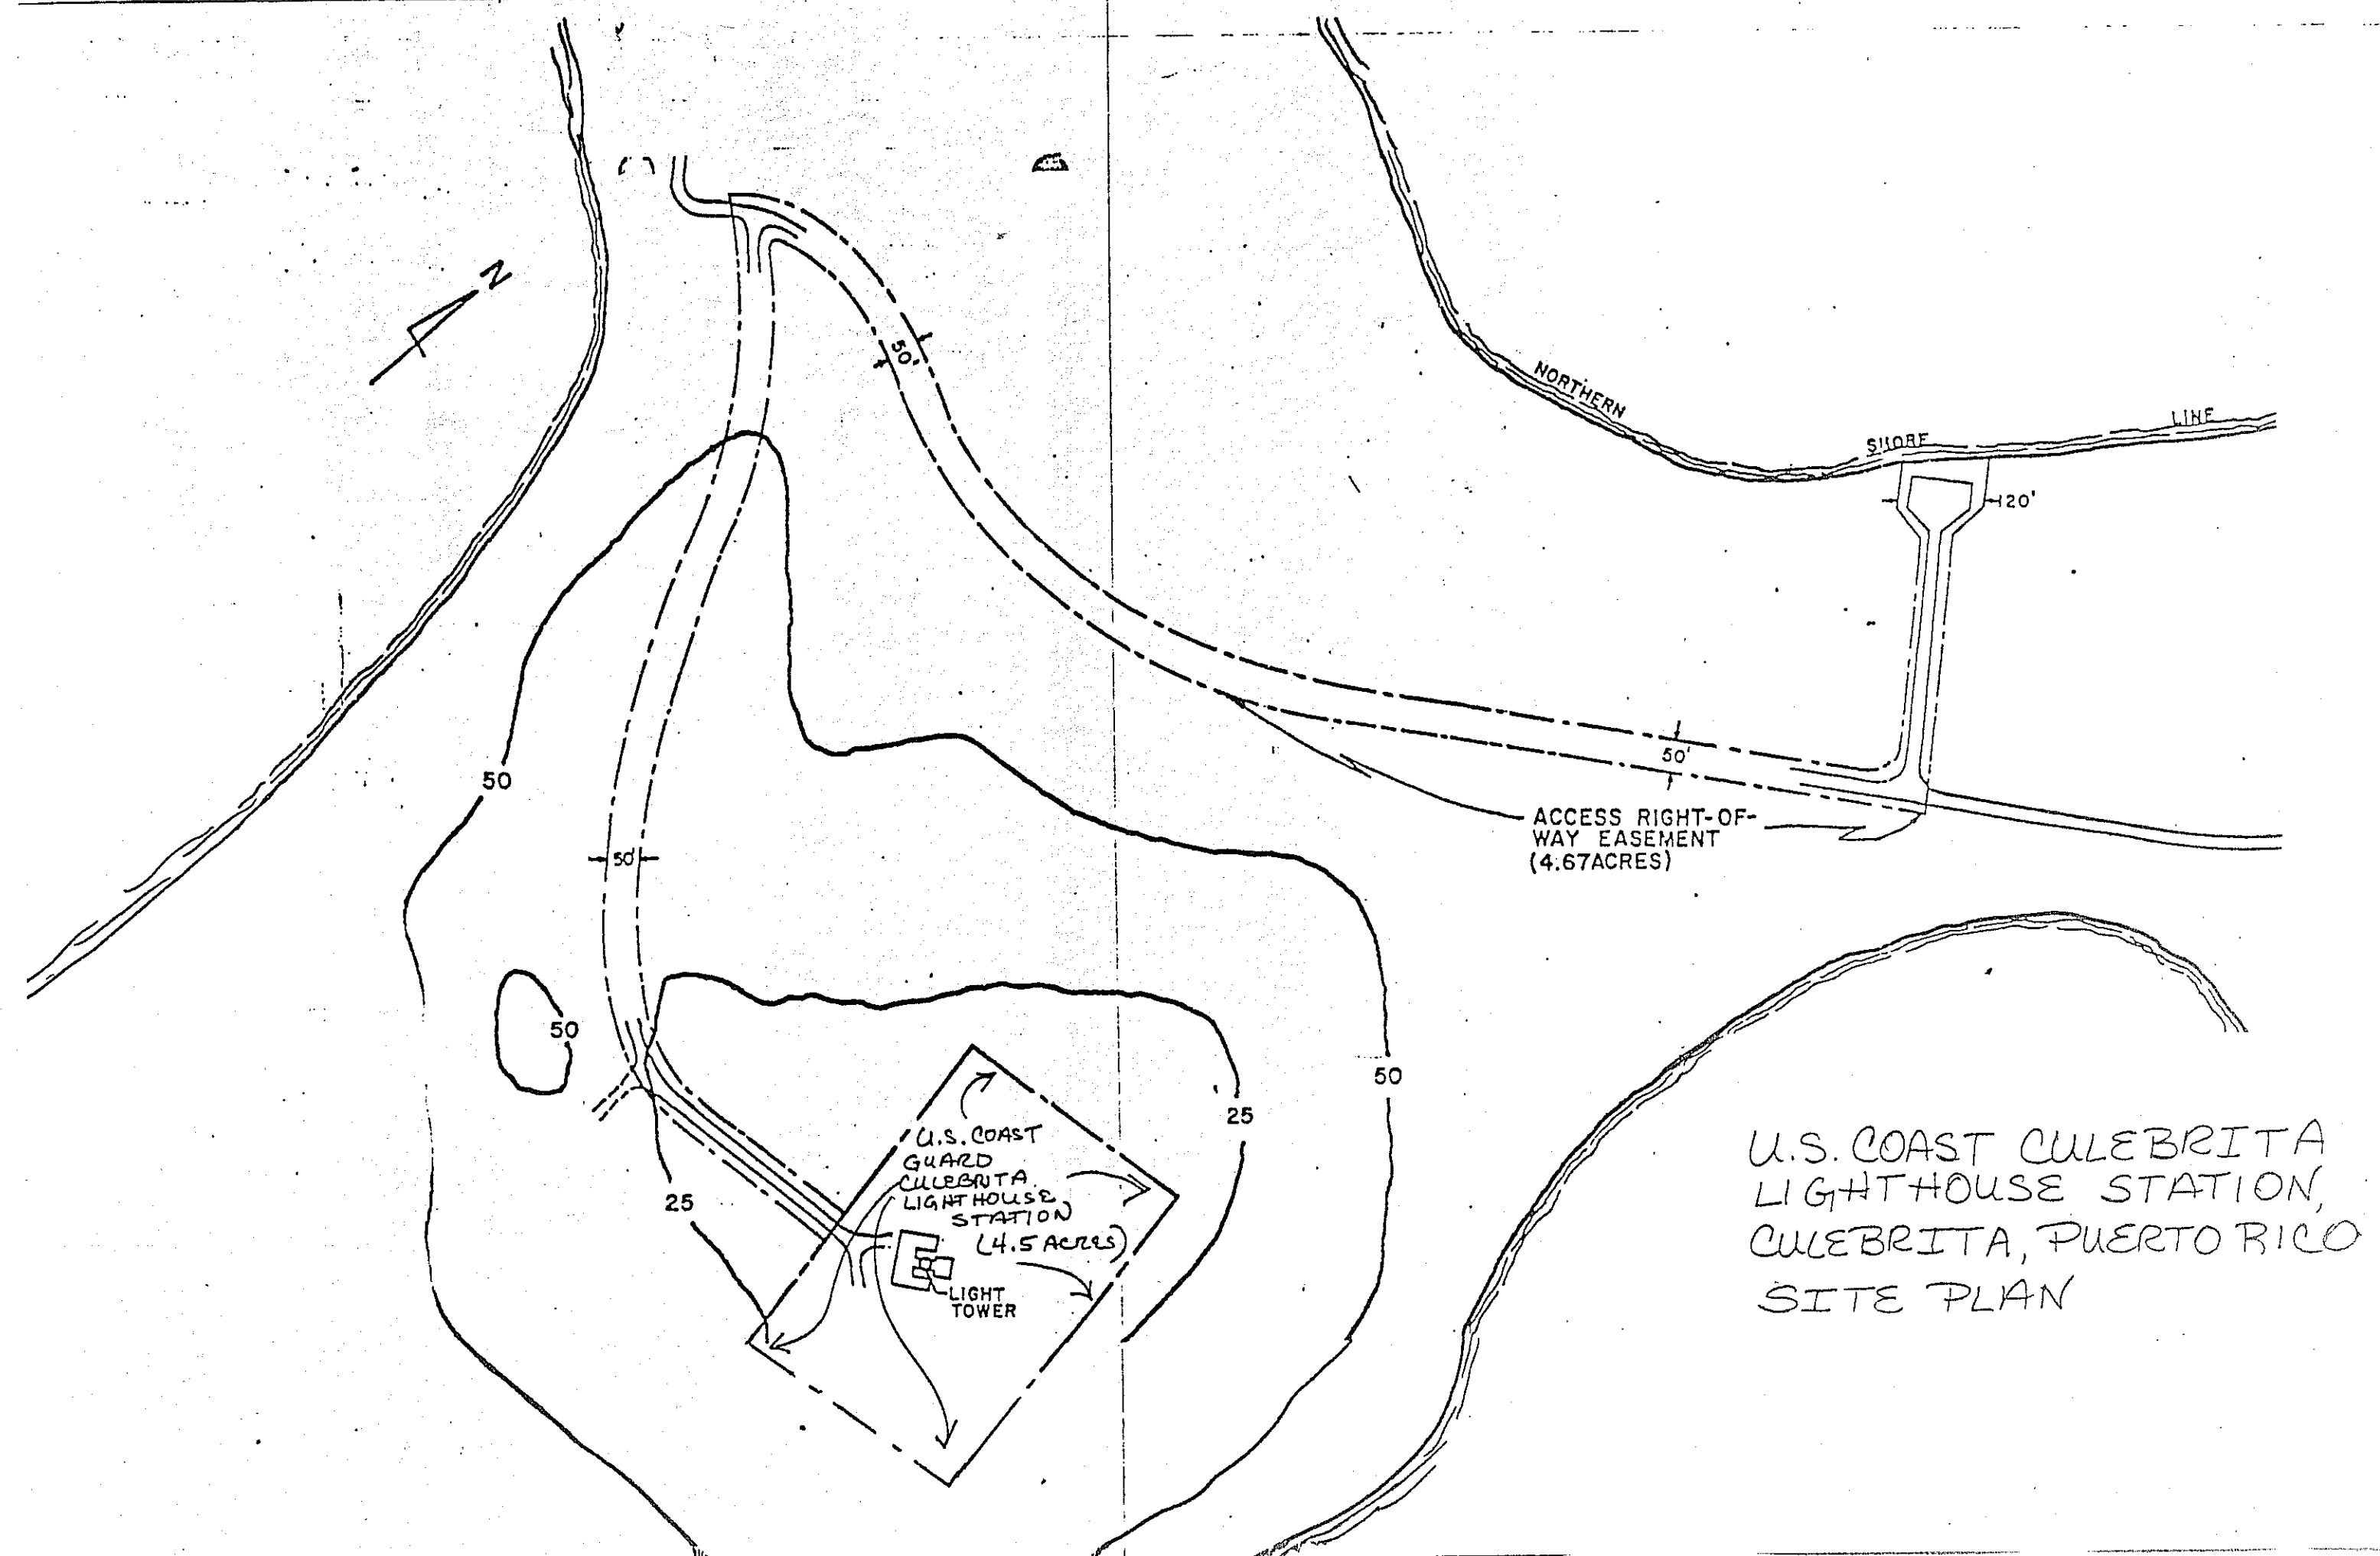 N
50'
NORTHERN
SHORE
LINE
120'
50
50'
ACCESS RIGHT-OF-
WAY EASEMENT
(4.67ACRES)
50'
50
50
25
25
U.S. COAST
GUARD
CULEBRITA
LIGHTHOUSE
STATION
(4.5 ACRES)
LIGHT
TOWER
U.S. COAST CULEBRITA
LIGHTHOUSE STATION,
CULEBRITA, PUERTO RICO
SITE PLAN